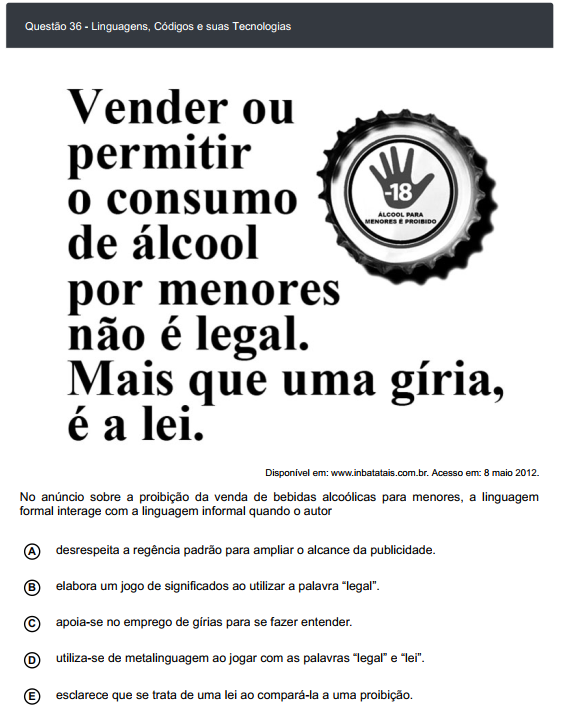 Questão 36 - Linguagens, Códigos e suas Tecnologias
Vender ou
permitir
o consumo
de álcool
por menores
não é legal.
Mais que uma gíria,
é a lei.
-18
ÁLCOOL PARA
MENORES É PROIBIDO
Disponível em: www.inbatatais.com.br. Acesso em: 8 maio 2012.
No anúncio sobre a proibição da venda de bebidas alcoólicas para menores, a linguagem
formal interage com a linguagem informal quando o autor
A desrespeita a regência padrão para ampliar o alcance da publicidade.
B elabora um jogo de significados ao utilizar a palavra “legal”.
C apoia-se no emprego de gírias para se fazer entender.
D utiliza-se de metalinguagem ao jogar com as palavras “legal” e “lei”.
E esclarece que se trata de uma lei ao compará-la a uma proibição.